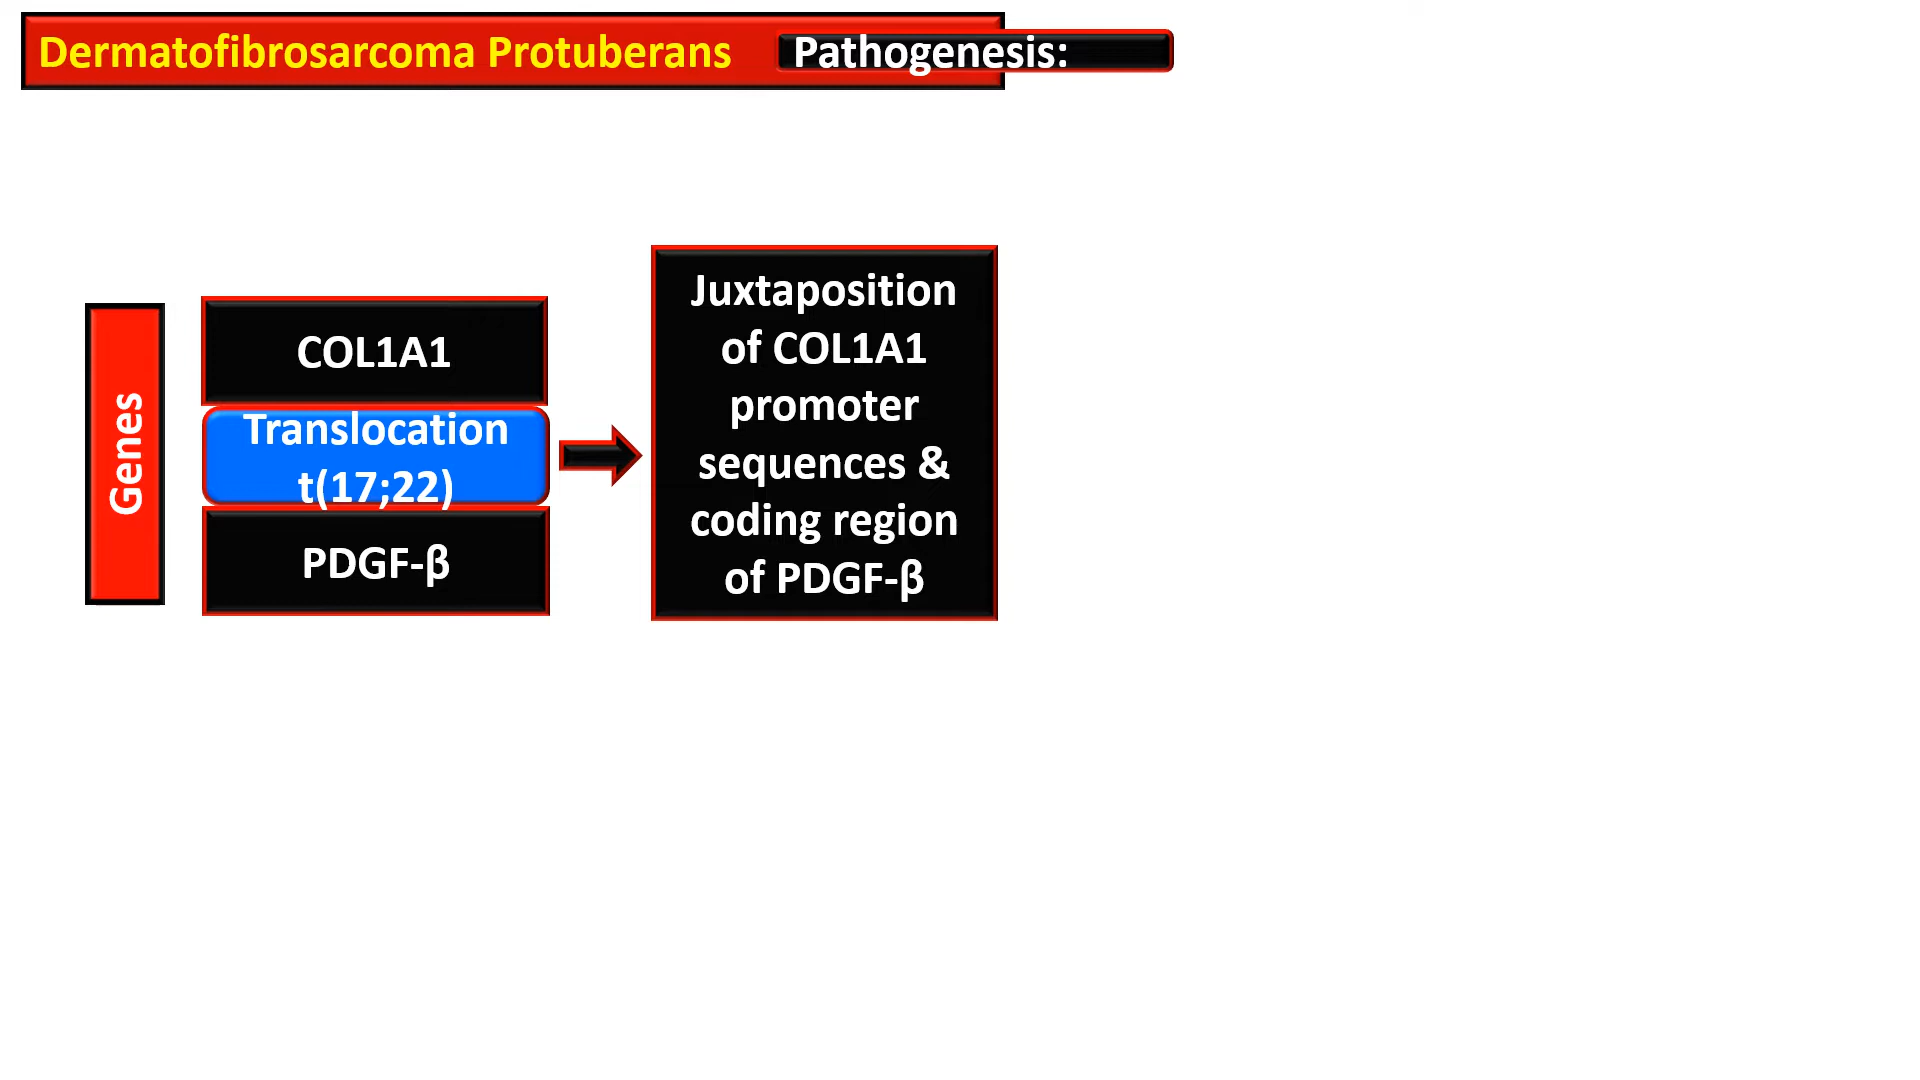 Dermatofibrosarcoma Protuberans
Pathogenesis:
Genes
COL1A1
Translocation
t(17;22)
PDGF-β
Juxtaposition
of COL1A1
promoter
sequences &
coding region
of PDGF-β